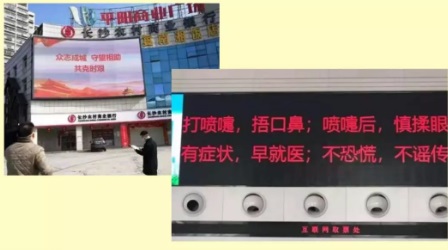 长沙农村商业银行
众志成城 守望相助
共克时艰
长沙农村商业银行
打喷嚏，捂口鼻；喷嚏后，慎揉眼
有症状，早就医；不恐慌，不谣传
互联网取票处